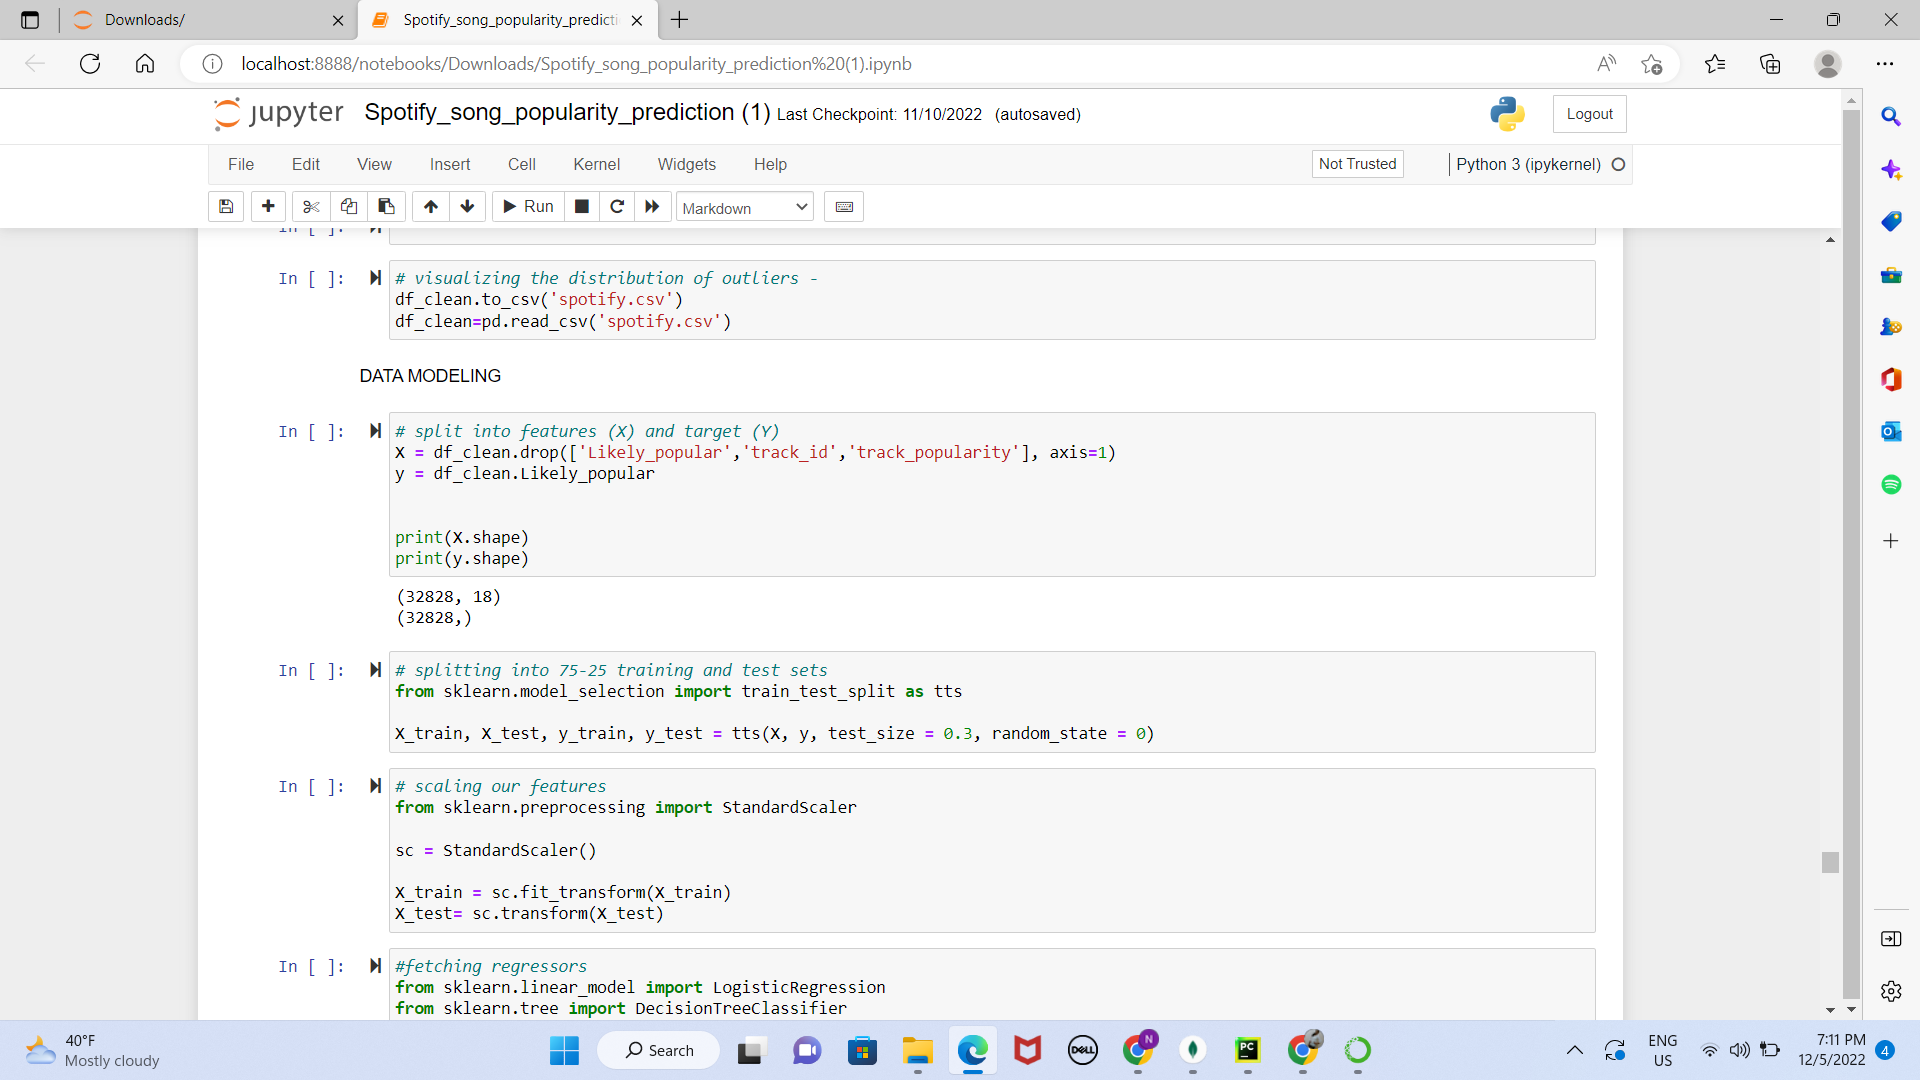 Downloads/
Spotify_song_popularity_predicti
localhost:8888/notebooks/Downloads/Spotify_song_popularity_prediction%20(1).ipynb
jupyter Spotify_song_popularity_prediction (1) Last Checkpoint: 11/10/2022 (autosaved)
Logout
File Edit View Insert Cell Kernel Widgets Help
Not Trusted Python 3 (ipykernel)
Run Markdown
In [ ]:
In [ ]: # visualizing the distribution of outliers -
df_clean.to_csv('spotify.csv')
df_clean=pd.read_csv('spotify.csv')
DATA MODELING
In [ ]: # split into features (X) and target (Y)
X = df_clean.drop(['Likely_popular','track_id','track_popularity'], axis=1)
y = df_clean.Likely_popular
print(X.shape)
print(y.shape)
(32828, 18)
(32828,)
In [ ]: # splitting into 75-25 training and test sets
from sklearn.model_selection import train_test_split as tts
X_train, X_test, y_train, y_test = tts(X, y, test_size = 0.3, random_state = 0)
In [ ]: # scaling our features
from sklearn.preprocessing import StandardScaler
sc = StandardScaler()
X_train = sc.fit_transform(X_train)
X_test= sc.transform(X_test)
In [ ]: #fetching regressors
from sklearn.linear_model import LogisticRegression
from sklearn.tree import DecisionTreeClassifier
40°F
Mostly cloudy
Search
DELL
N
PC
ENG
US
7:11 PM
12/5/2022
4